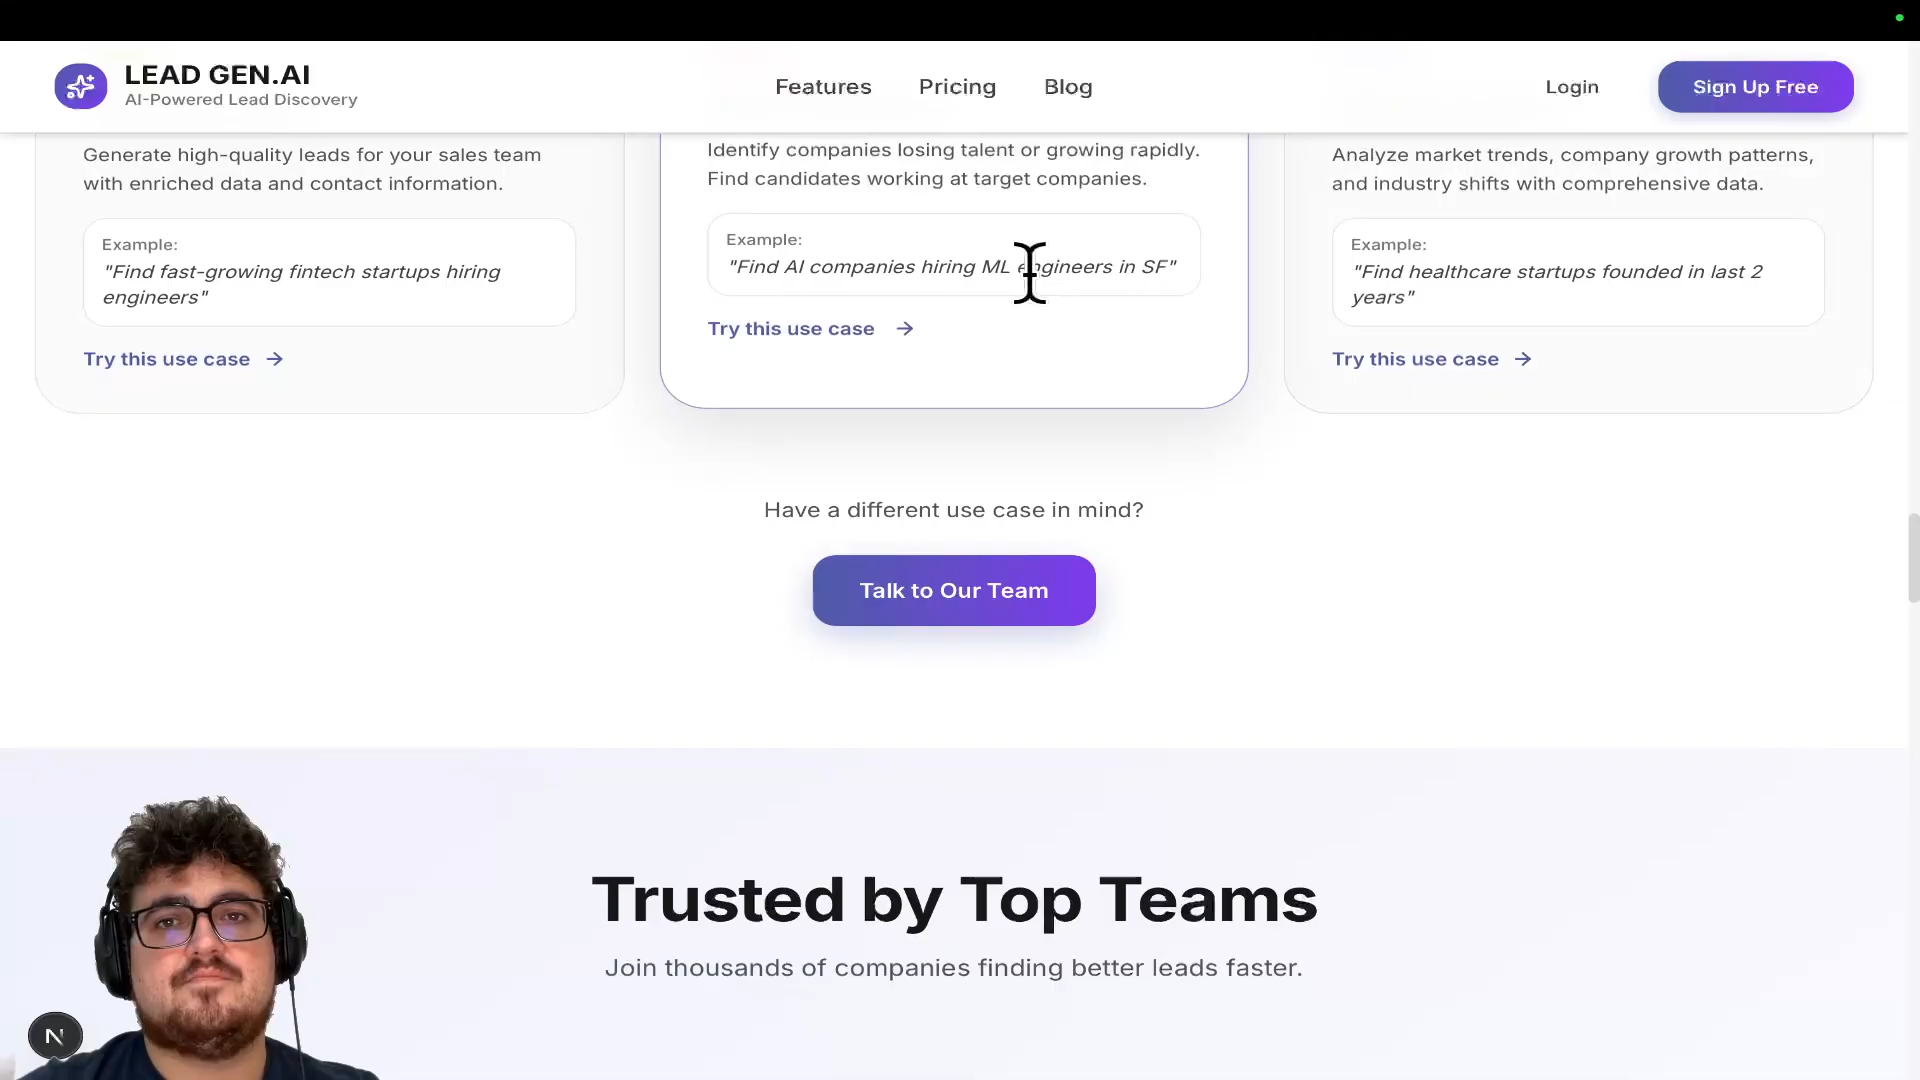 LEAD GEN.AI
AI-Powered Lead Discovery
Features
Pricing
Blog
Login
Sign Up Free
Generate high-quality leads for your sales team
with enriched data and contact information.
Example:
"Find fast-growing fintech startups hiring
engineers"
Try this use case
Identify companies losing talent or growing rapidly.
Find candidates working at target companies.
Example:
"Find AI companies hiring ML engineers in SF"
Try this use case
Analyze market trends, company growth patterns,
and industry shifts with comprehensive data.
Example:
"Find healthcare startups founded in last 2
years"
Try this use case
Have a different use case in mind?
Talk to Our Team
Trusted by Top Teams
Join thousands of companies finding better leads faster.
N